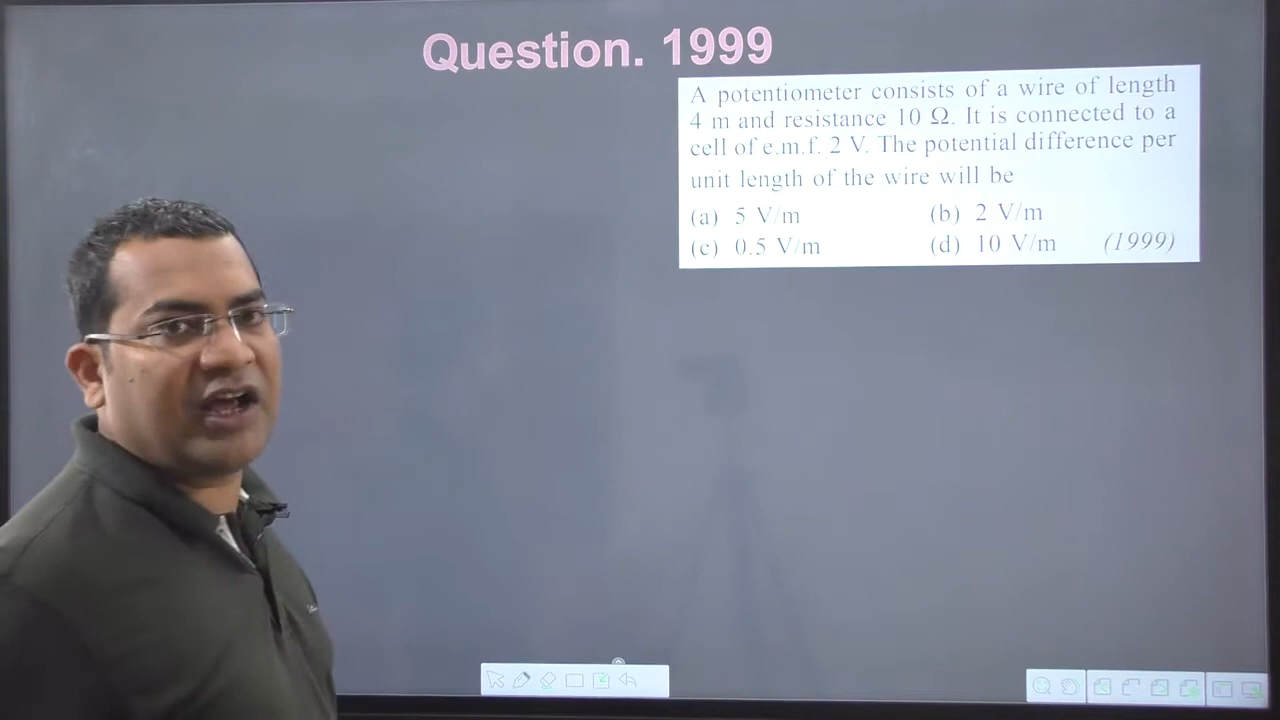 Question. 1999
A potentiometer consists of a wire of length
4 m and resistance 10 Ω. It is connected to a
cell of e.m.f. 2 V. The potential difference per
unit length of the wire will be
(a) 5 V/m (b) 2 V/m
(c) 0.5 V/m (d) 10 V/m (1999)